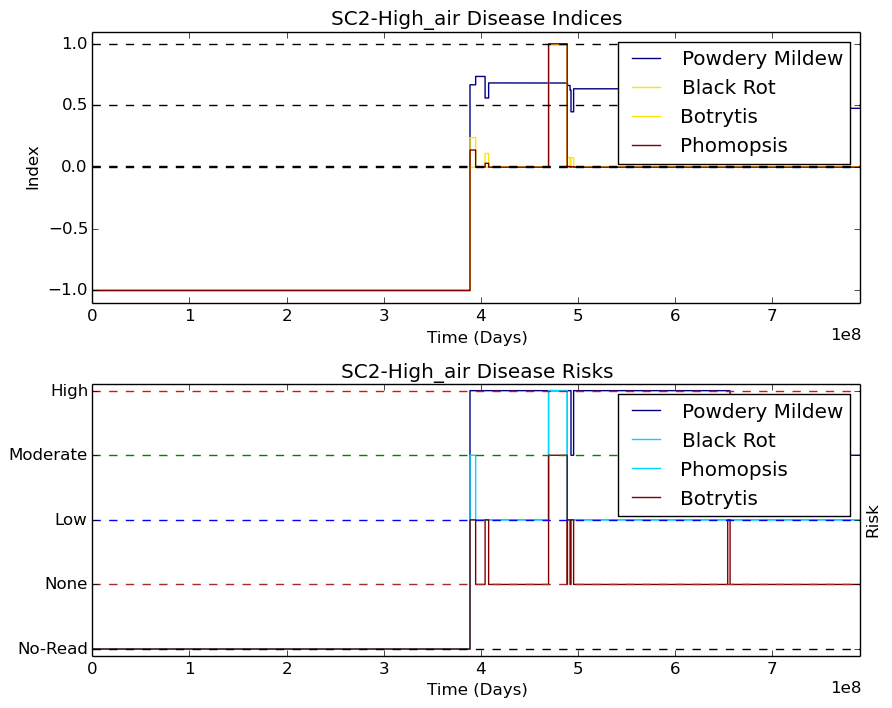 SC2-High_air Disease Indices
1.0
0.5
0.0
−0.5
−1.0
Index
Powdery Mildew
Black Rot
Botrytis
Phomopsis
0 1 2 3 4 5 6 7
1e8
Time (Days)
SC2-High_air Disease Risks
High
Moderate
Low
None
No-Read
Powdery Mildew
Black Rot
Phomopsis
Botrytis
Risk
0 1 2 3 4 5 6 7
1e8
Time (Days)